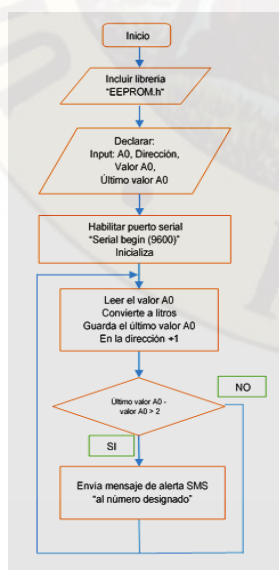 Inicio
Incluir librería
"EEPROM.h"
Declarar:
Input: A0, Dirección,
Valor A0,
Último valor A0
Habilitar puerto serial
"Serial begin (9600)"
Inicializa
Leer el valor A0
Convierte a litros
Guarda el último valor A0
En la dirección +1
Último valor A0 -
valor A0 > 2
NO
SI
Envía mensaje de alerta SMS
"al número designado"